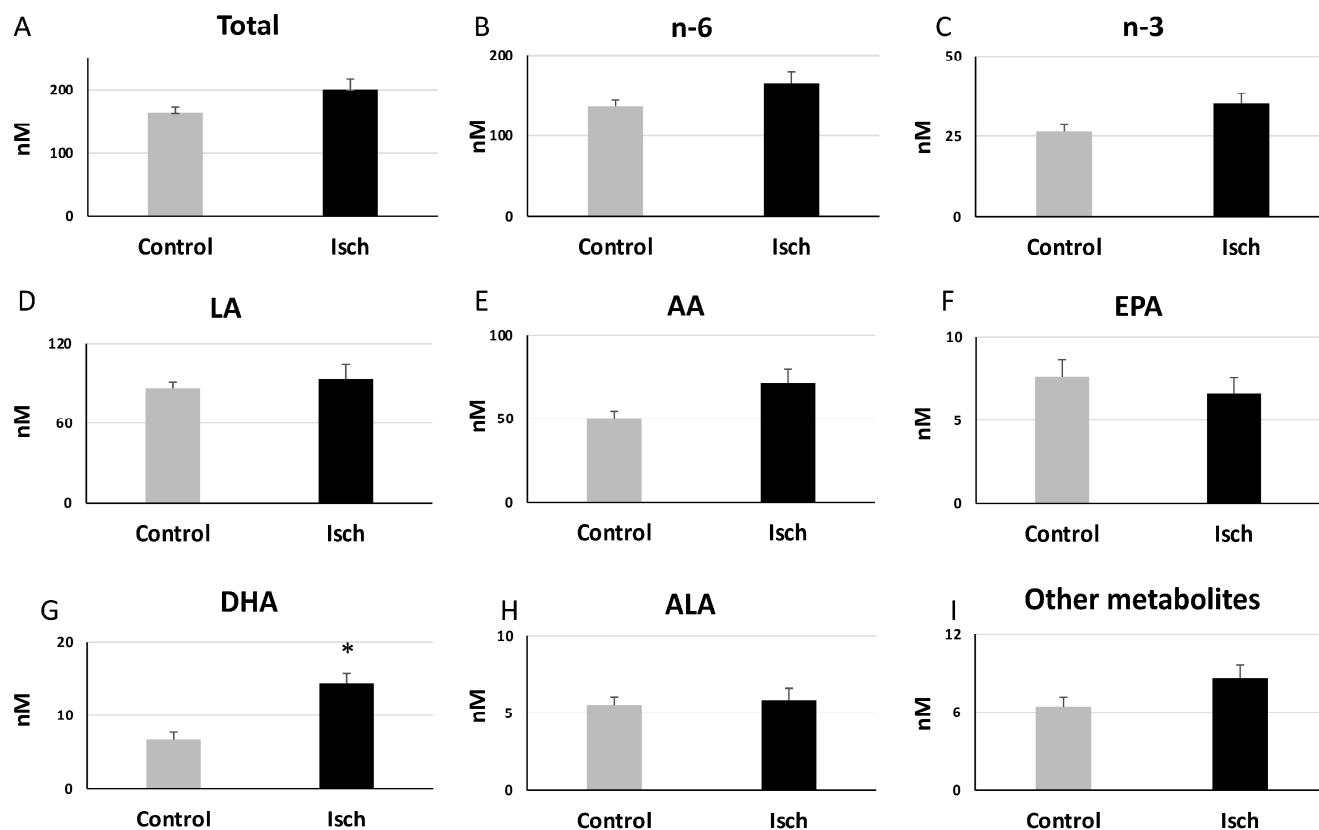 A Total
nM
200
100
0
Control Isch
B n-6
nM
200
100
0
Control Isch
C n-3
nM
50
25
0
Control Isch
D LA
nM
120
60
0
Control Isch
E AA
nM
100
50
0
Control Isch
F EPA
nM
10
5
0
Control Isch
G DHA
nM
20
10
0
*
Control Isch
H ALA
nM
10
5
0
Control Isch
I Other metabolites
nM
12
6
0
Control Isch